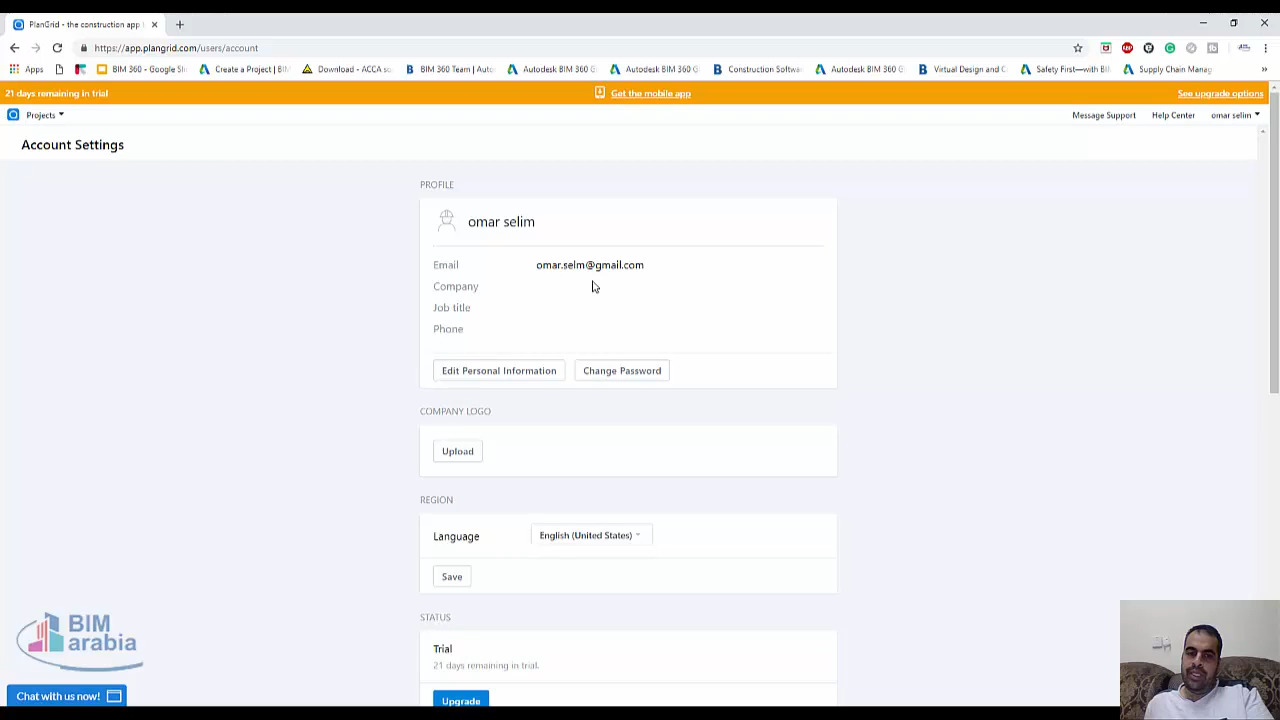 PlanGrid - the construction app
https://app.plangrid.com/users/account
Apps
BIM 360 - Google Sli
Create a Project | BIM
Download - ACCA so
BIM 360 Team | Auto
Autodesk BIM 360 G
Autodesk BIM 360 G
Construction Softwa
Autodesk BIM 360 G
Virtual Design and C
Safety First—with BI
Supply Chain Manag
21 days remaining in trial
Get the mobile app
See upgrade options
Projects
Message Support
Help Center
omar selim
Account Settings
PROFILE
omar selim
Email omar.selm@gmail.com
Company
Job title
Phone
Edit Personal Information
Change Password
COMPANY LOGO
Upload
REGION
Language English (United States)
Save
STATUS
Trial
21 days remaining in trial.
Upgrade
BIM
arabia
Chat with us now!